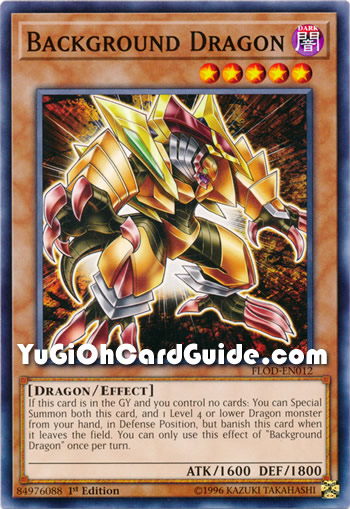 BACKGROUND DRAGON
DARK
闇
YuGiOhCardGuide.com
FLOD-EN012
[DRAGON/EFFECT]
If this card is in the GY and you control no cards: You can Special
Summon both this card, and 1 Level 4 or lower Dragon monster
from your hand, in Defense Position, but banish this card when
it leaves the field. You can only use this effect of "Background
Dragon" once per turn.
ATK/1600 DEF/1800
84976088 1st Edition ©1996 KAZUKI TAKAHASHI